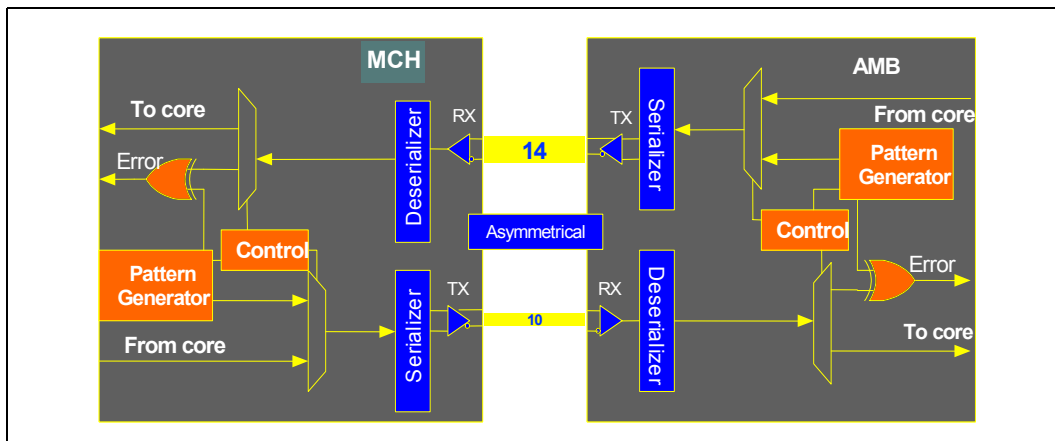 MCH
To core
RX
Deserializer
Error
Control
Pattern
Generator
TX
Serializer
From core
14
Asymmetrical
10
AMB
TX
Serializer
From core
Pattern
Generator
Control
RX
Deserializer
Error
To core